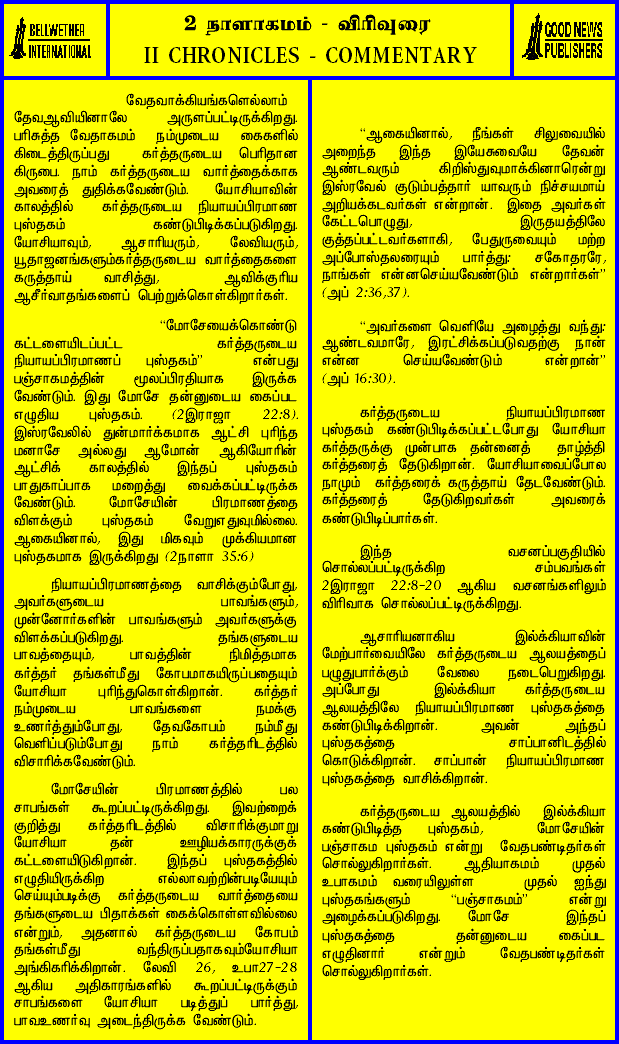 BELLWETHER
INTERNATIONAL
2 நாளாகமம் - விரிவுரை
II CHRONICLES - COMMENTARY
GOOD NEWS
PUBLISHERS
வேதவாக்கியங்களெல்லாம்
தேவஆவியினாலே அருளப்பட்டிருக்கிறது.
பரிசுத்த வேதாகமம் நம்முடைய கைகளில்
கிடைத்திருப்பது கர்த்தருடைய பெரிதான
கிருபை. நாம் கர்த்தருடைய வார்த்தைக்காக
அவரைத் துதிக்கவேண்டும். யோசியாவின்
காலத்தில் கர்த்தருடைய நியாயப்பிரமாண
புஸ்தகம் கண்டுபிடிக்கப்படுகிறது.
யோசியாவும், ஆசாரியரும், லேவியரும்,
யூதாஜனங்களும்கர்த்தருடைய வார்த்தைகளை
கருத்தாய் வாசித்து, ஆவிக்குரிய
ஆசீர்வாதங்களைப் பெற்றுக்கொள்கிறார்கள்.
“மோசேயைக்கொண்டு
கட்டளையிடப்பட்ட கர்த்தருடைய
நியாயப்பிரமாணப் புஸ்தகம்” என்பது
பஞ்சாகமத்தின் மூலப்பிரதியாக இருக்க
வேண்டும். இது மோசே தன்னுடைய கைப்பட
எழுதிய புஸ்தகம். (2இராஜா 22:8).
இஸ்ரவேலில் துன்மார்க்கமாக ஆட்சி புரிந்த
மனாசே அல்லது ஆமோன் ஆகியோரின்
ஆட்சிக் காலத்தில் இந்தப் புஸ்தகம்
பாதுகாப்பாக மறைத்து வைக்கப்பட்டிருக்க
வேண்டும். மோசேயின் பிரமாணத்தை
விளக்கும் புஸ்தகம் வேறுஎதுவுமில்லை.
ஆகையினால், இது மிகவும் முக்கியமான
புஸ்தகமாக இருக்கிறது (2நாளா 35:6)
நியாயப்பிரமாணத்தை வாசிக்கும்போது,
அவர்களுடைய பாவங்களும்,
முன்னோர்களின் பாவங்களும் அவர்களுக்கு
விளக்கப்படுகிறது. தங்களுடைய
பாவத்தையும், பாவத்தின் நிமித்தமாக
கர்த்தர் தங்கள்மீது கோபமாகயிருப்பதையும்
யோசியா புரிந்துகொள்கிறான். கர்த்தர்
நம்முடைய பாவங்களை நமக்கு
உணர்த்தும்போது, தேவகோபம் நம்மீது
வெளிப்படும்போது நாம் கர்த்தரிடத்தில்
விசாரிக்கவேண்டும்.
மோசேயின் பிரமாணத்தில் பல
சாபங்கள் கூறப்பட்டிருக்கிறது. இவற்றைக்
குறித்து கர்த்தரிடத்தில் விசாரிக்குமாறு
யோசியா தன் ஊழியக்காரருக்குக்
கட்டளையிடுகிறான். இந்தப் புஸ்தகத்தில்
எழுதியிருக்கிற எல்லாவற்றின்படியேயும்
செய்யும்படிக்கு கர்த்தருடைய வார்த்தையை
தங்களுடைய பிதாக்கள் கைக்கொள்ளவில்லை
என்றும், அதனால் கர்த்தருடைய கோபம்
தங்கள்மீது வந்திருப்பதாகவும்யோசியா
அங்கிகரிக்கிறான். லேவி 26, உபா27-28
ஆகிய அதிகாரங்களில் கூறப்பட்டிருக்கும்
சாபங்களை யோசியா படித்துப் பார்த்து,
பாவஉணர்வு அடைந்திருக்க வேண்டும்.
“ஆகையினால், நீங்கள் சிலுவையில்
அறைந்த இந்த இயேசுவையே தேவன்
ஆண்டவரும் கிறிஸ்துவுமாக்கினாரென்று
இஸ்ரவேல் குடும்பத்தார் யாவரும் நிச்சயமாய்
அறியக்கடவர்கள் என்றான். இதை அவர்கள்
கேட்டபொழுது, இருதயத்திலே
குத்தப்பட்டவர்களாகி, பேதுருவையும் மற்ற
அப்போஸ்தலரையும் பார்த்து: சகோதரரே,
நாங்கள் என்னசெய்யவேண்டும் என்றார்கள்”
(அப் 2:36,37).
“அவர்களை வெளியே அழைத்து வந்து:
ஆண்டவமாரே, இரட்சிக்கப்படுவதற்கு நான்
என்ன செய்யவேண்டும் என்றான்”
(அப் 16:30).
கர்த்தருடைய நியாயப்பிரமாண
புஸ்தகம் கண்டுபிடிக்கப்பட்டபோது யோசியா
கர்த்தருக்கு முன்பாக தன்னைத் தாழ்த்தி
கர்த்தரைத் தேடுகிறான். யோசியாவைப்போல
நாமும் கர்த்தரைக் கருத்தாய் தேடவேண்டும்.
கர்த்தரைத் தேடுகிறவர்கள் அவரைக்
கண்டுபிடிப்பார்கள்.
இந்த வசனப்பகுதியில்
சொல்லப்பட்டிருக்கிற சம்பவங்கள்
2இராஜா 22:8-20 ஆகிய வசனங்களிலும்
விரிவாக சொல்லப்பட்டிருக்கிறது.
ஆசாரியனாகிய இல்க்கியாவின்
மேற்பார்வையிலே கர்த்தருடைய ஆலயத்தைப்
பழுதுபார்க்கும் வேலை நடைபெறுகிறது.
அப்போது இல்க்கியா கர்த்தருடைய
ஆலயத்திலே நியாயப்பிரமாண புஸ்தகத்தை
கண்டுபிடிக்கிறான். அவன் அந்தப்
புஸ்தகத்தை சாப்பானிடத்தில்
கொடுக்கிறான். சாப்பான் நியாயப்பிரமாண
புஸ்தகத்தை வாசிக்கிறான்.
கர்த்தருடைய ஆலயத்தில் இல்க்கியா
கண்டுபிடித்த புஸ்தகம், மோசேயின்
பஞ்சாகம புஸ்தகம் என்று வேதபண்டிதர்கள்
சொல்லுகிறார்கள். ஆதியாகமம் முதல்
உபாகமம் வரையிலுள்ள முதல் ஐந்து
புஸ்தகங்களும் “பஞ்சாகமம்” என்று
அழைக்கப்படுகிறது. மோசே இந்தப்
புஸ்தகத்தை தன்னுடைய கைப்பட
எழுதினார் என்றும் வேதபண்டிதர்கள்
சொல்லுகிறார்கள்.